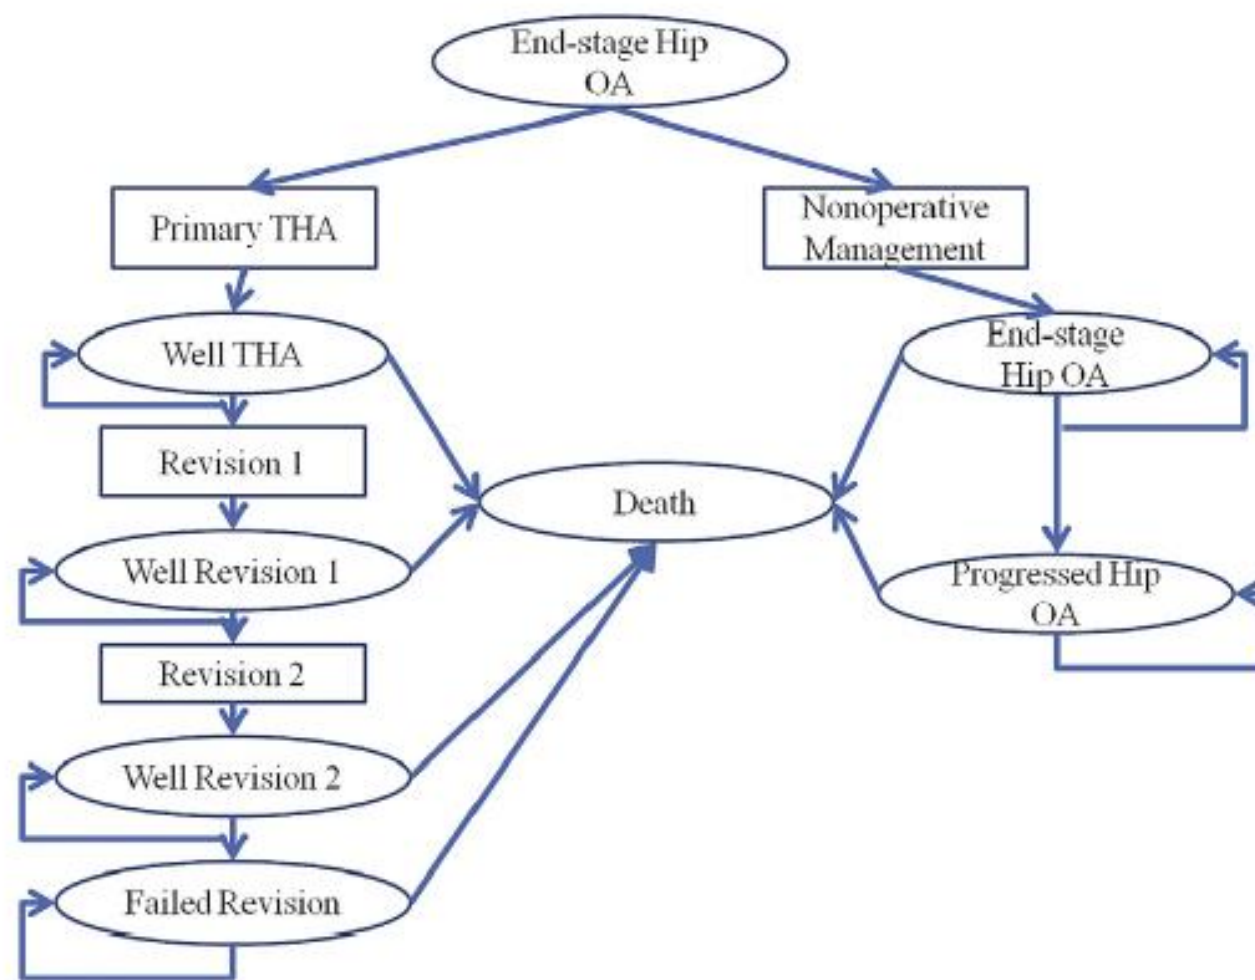 End-stage Hip
OA
Primary THA
Nonoperative
Management
Well THA
End-stage
Hip OA
Revision 1
Death
Well Revision 1
Progressed Hip
OA
Revision 2
Well Revision 2
Failed Revision